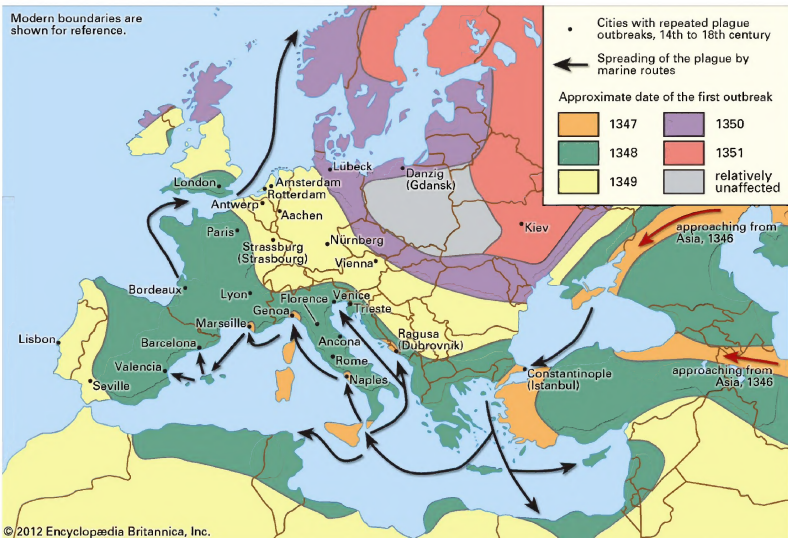 Modern boundaries are
shown for reference.
Cities with repeated plague
outbreaks, 14th to 18th century
Spreading of the plague by
marine routes
Approximate date of the first outbreak
1347
1350
1348
1351
1349
relatively
unaffected
Lübeck
Danzig
(Gdansk)
London
Amsterdam
Rotterdam
Antwerp
Aachen
Kiev
approaching from
Asia, 1346
Paris
Nürnberg
Strassburg
(Strasbourg)
Vienna
Bordeaux
Lyon
Florence
Venice
Trieste
Genoa
Marseille
Ragusa
(Dubrovnik)
Lisbon
Barcelona
Ancona
Valencia
Rome
Constantinople
(Istanbul)
approaching from
Asia, 1346
Seville
Naples
© 2012 Encyclopædia Britannica, Inc.